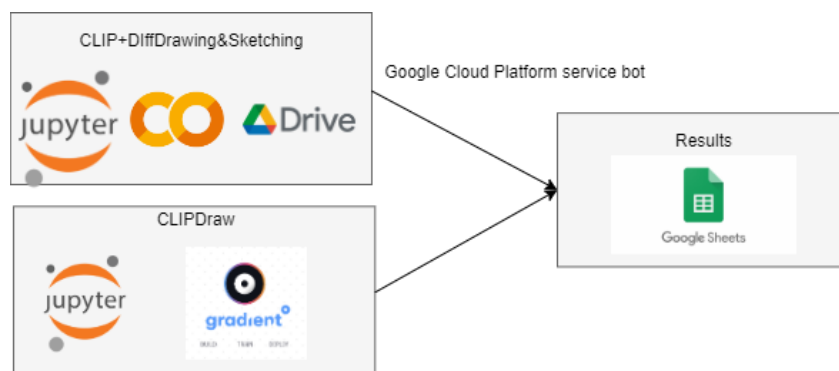 CLIP+DIffDrawing&Sketching
jupyter
CO
Drive
Google Cloud Platform service bot
Results
Google Sheets
CLIPDraw
jupyter
gradient
BUILD TRAIN DEPLOY